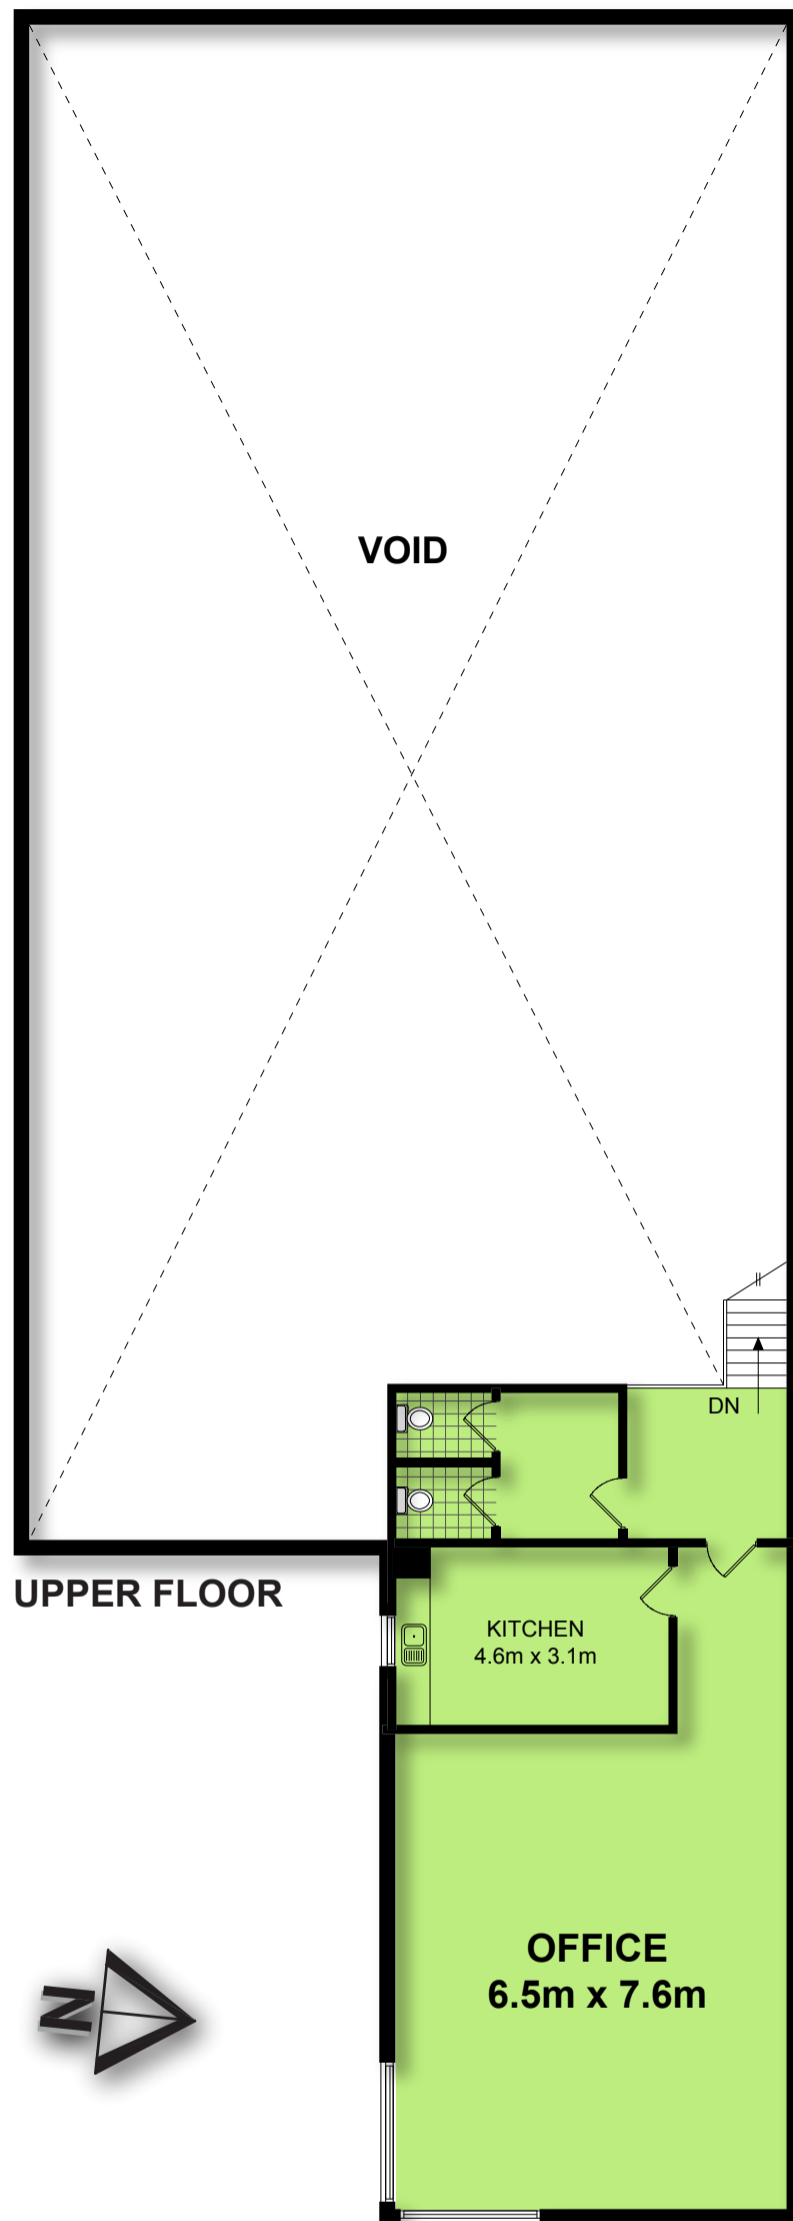 VOID
DN
UPPER FLOOR
KITCHEN
4.6m x 3.1m
OFFICE
6.5m x 7.6m
N